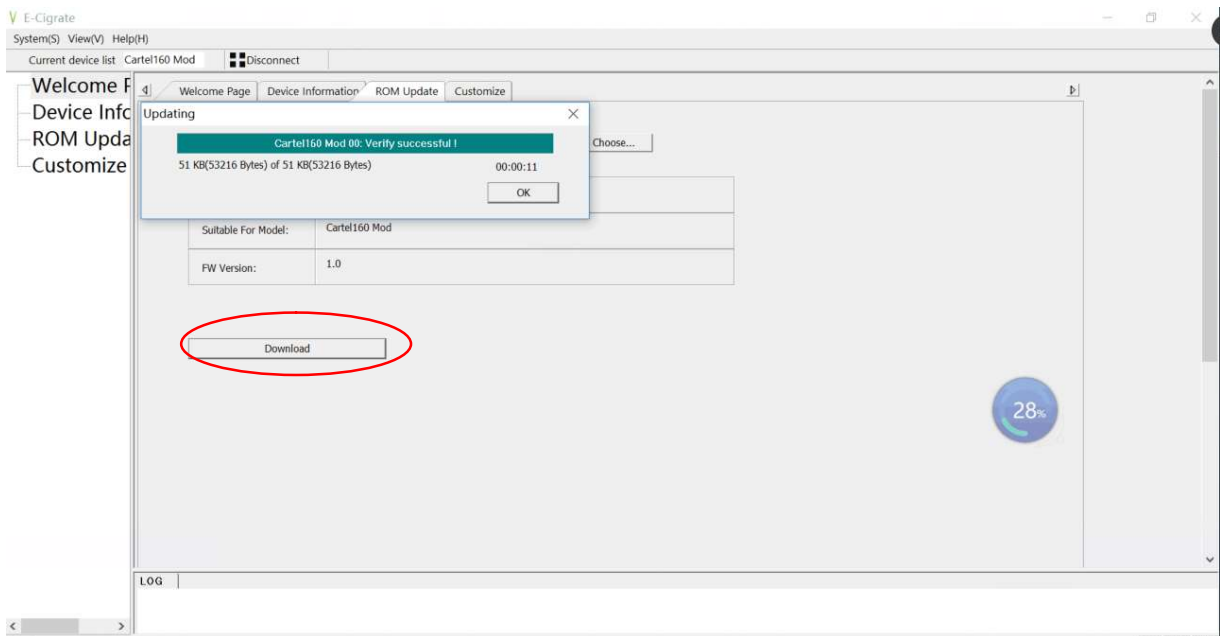 E-Cigrate
System(S) View(V) Help(H)
Current device list Cartel160 Mod Disconnect
Welcome P
Device Info
ROM Upda
Customize
Welcome Page Device Information ROM Update Customize
Updating
Cartel160 Mod 00: Verify successful !
51 KB(53216 Bytes) of 51 KB(53216 Bytes) 00:00:11
OK
Choose...
Suitable For Model: Cartel160 Mod
FW Version: 1.0
Download
28%
LOG